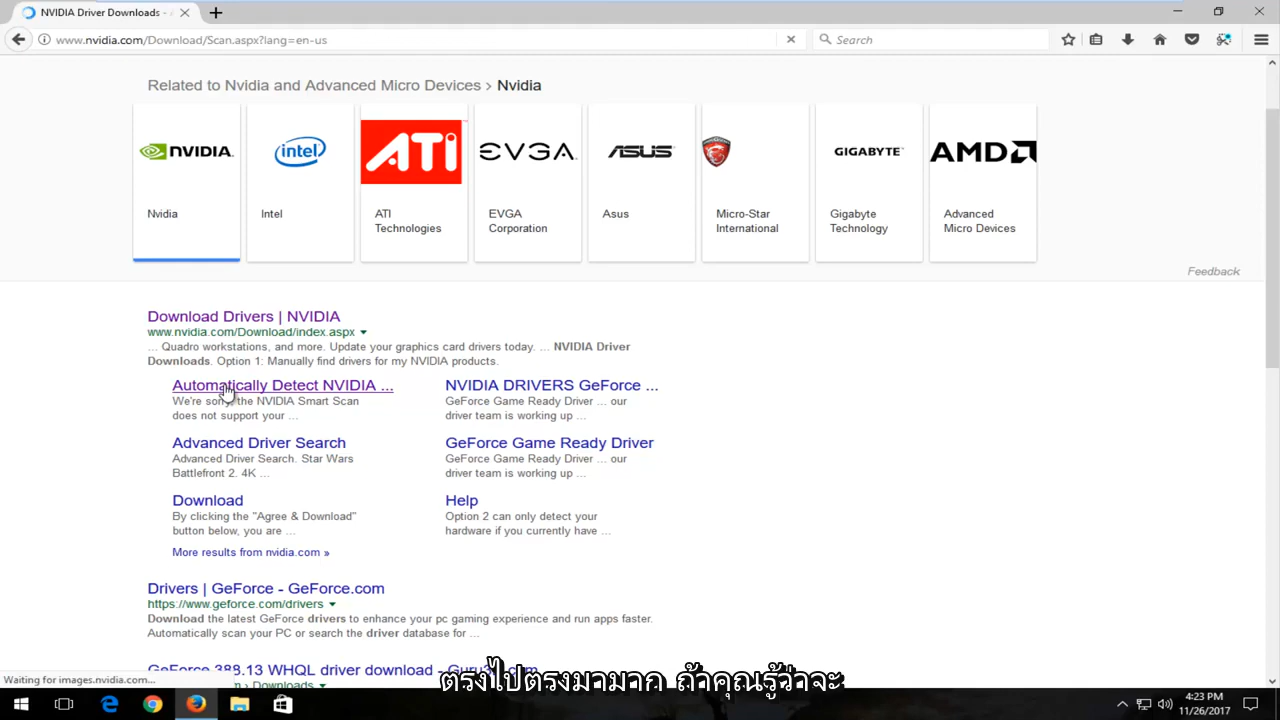 NVIDIA Driver Downloads -
www.nvidia.com/Download/Scan.aspx?lang=en-us
Search
Related to Nvidia and Advanced Micro Devices › Nvidia
NVIDIA.
intel
ATI
EVGA.
ASUS
GIGABYTE™
AMD
Nvidia
Intel
ATI
Technologies
EVGA
Corporation
Asus
Micro-Star
International
Gigabyte
Technology
Advanced
Micro Devices
Feedback
Download Drivers | NVIDIA
www.nvidia.com/Download/index.aspx
... Quadro workstations, and more. Update your graphics card drivers today. ... NVIDIA Driver
Downloads. Option 1: Manually find drivers for my NVIDIA products.
Automatically Detect NVIDIA ...
We're sorry, the NVIDIA Smart Scan
does not support your ...
NVIDIA DRIVERS GeForce ...
GeForce Game Ready Driver ... our
driver team is working up ...
Advanced Driver Search
Advanced Driver Search. Star Wars
Battlefront 2. 4K ...
GeForce Game Ready Driver
GeForce Game Ready Driver ... our
driver team is working up ...
Download
By clicking the "Agree & Download"
button below, you are ...
Help
Option 2 can only detect your
hardware if you currently have ...
More results from nvidia.com »
Drivers | GeForce - GeForce.com
https://www.geforce.com/drivers
Download the latest GeForce drivers to enhance your pc gaming experience and run apps faster.
Automatically scan your PC or search the driver database for ...
GeForce 388.13 WHQL driver download - Guru3D.com
Downloads
Waiting for images.nvidia.com...
ตรงไปตรงมามาก ถ้าคุณรู้ว่าจะ
4:23 PM
11/26/2017